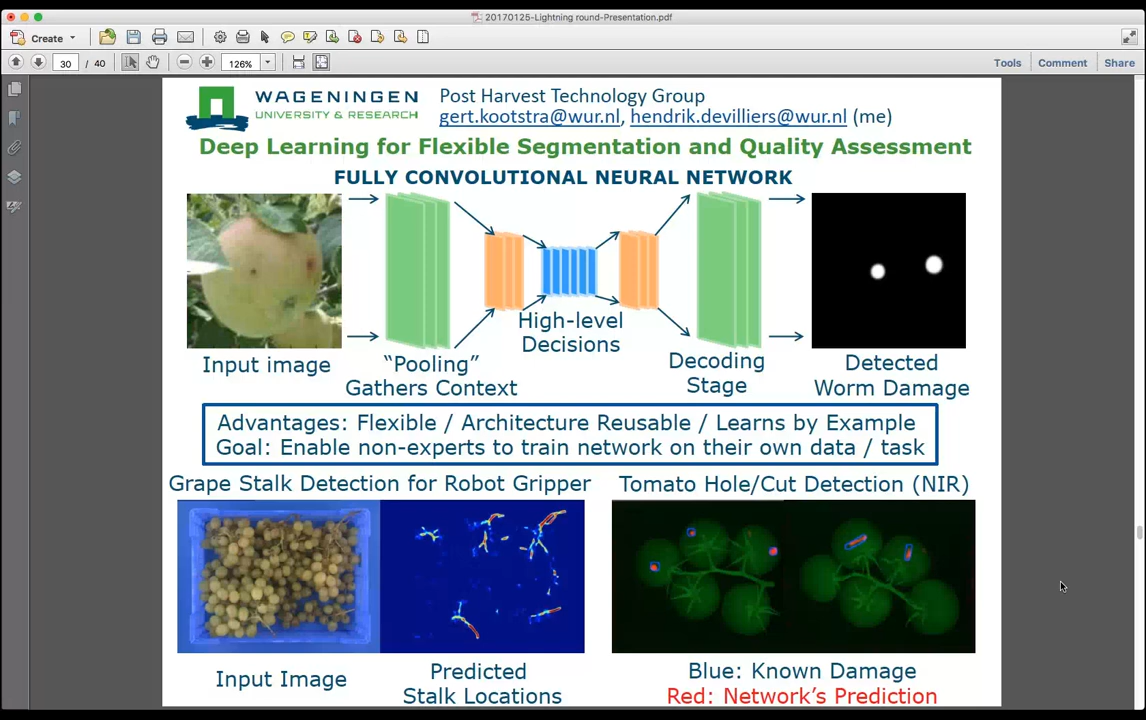 20170125-Lightning round-Presentation.pdf
Create
30 / 40
126%
Tools Comment Share
WAGENINGEN
UNIVERSITY & RESEARCH
Post Harvest Technology Group
gert.kootstra@wur.nl, hendrik.devilliers@wur.nl (me)
Deep Learning for Flexible Segmentation and Quality Assessment
FULLY CONVOLUTIONAL NEURAL NETWORK
Input image
“Pooling”
Gathers Context
High-level
Decisions
Decoding
Stage
Detected
Worm Damage
Advantages: Flexible / Architecture Reusable / Learns by Example
Goal: Enable non-experts to train network on their own data / task
Grape Stalk Detection for Robot Gripper
Tomato Hole/Cut Detection (NIR)
Input Image
Predicted
Stalk Locations
Blue: Known Damage
Red: Network’s Prediction